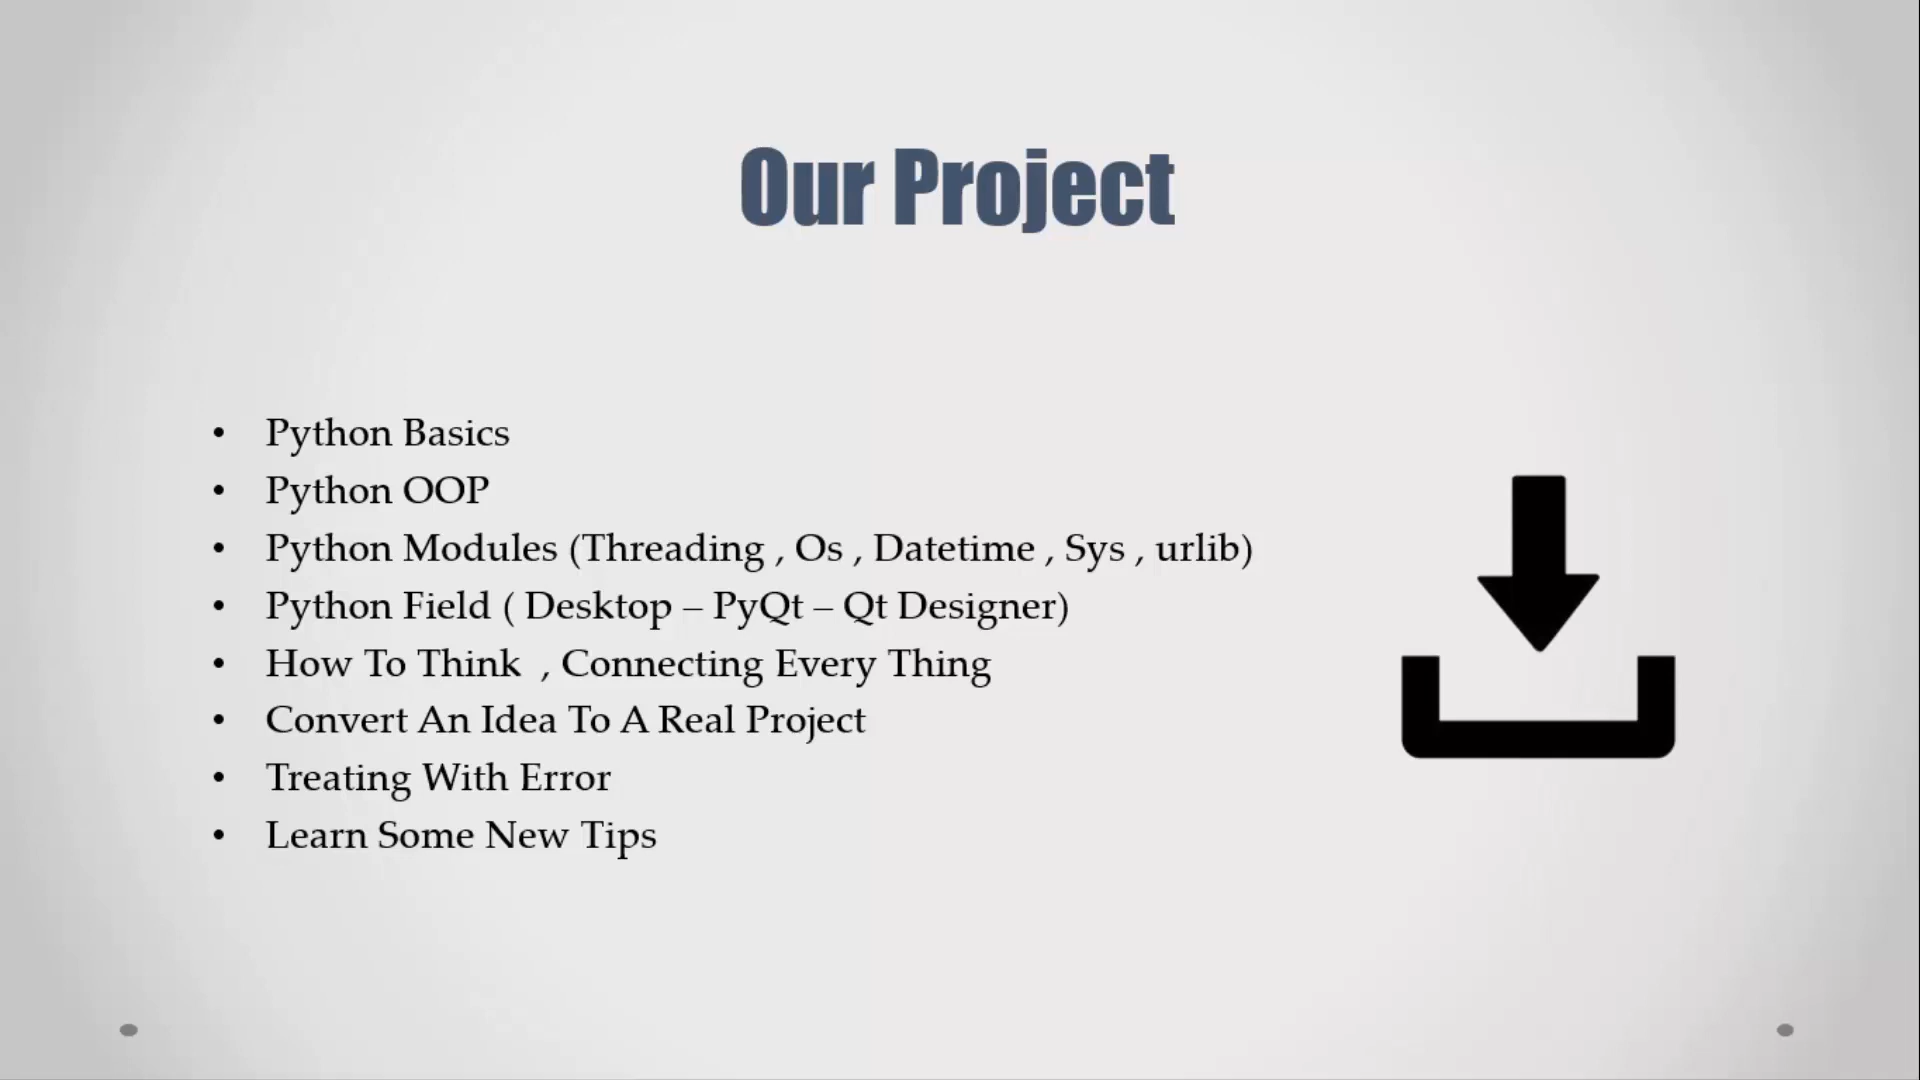 Our Project
• Python Basics
• Python OOP
• Python Modules (Threading , Os , Datetime , Sys , urlib)
• Python Field ( Desktop – PyQt – Qt Designer)
• How To Think  , Connecting Every Thing
• Convert An Idea To A Real Project
• Treating With Error
• Learn Some New Tips